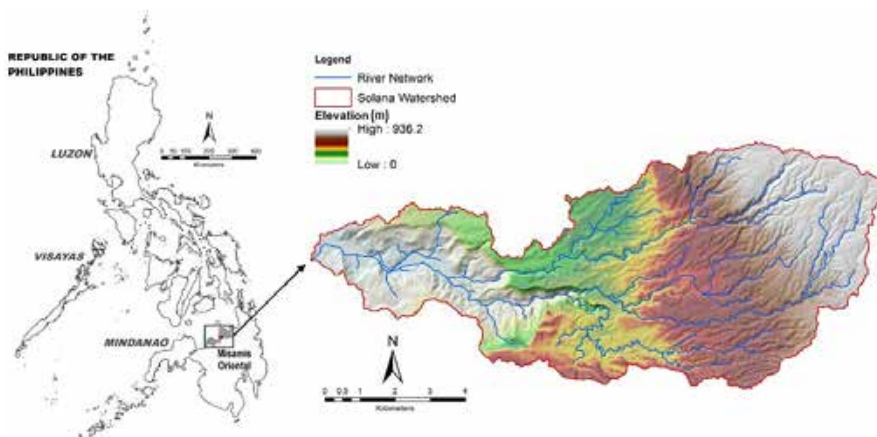 REPUBLIC OF THE
PHILIPPINES
N
LUZON
Kilometers
VISAYAS
MINDANAO
Misamis
Oriental
Legend
River Network
Solana Watershed
Elevation [m]
High : 936.2
Low : 0
N
0 0.5 1 2 3 4
Kilometers